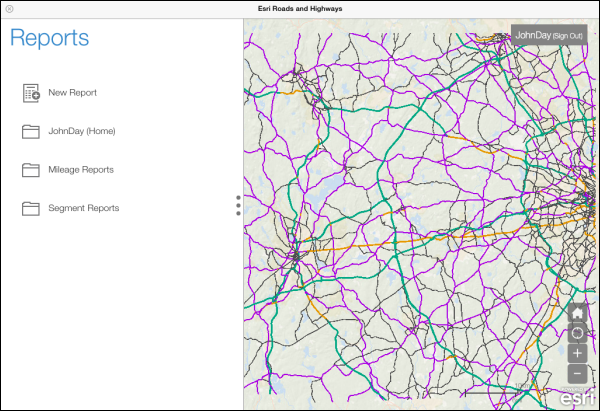 Esri Roads and Highways
Reports
JohnDay (Sign Out)
New Report
JohnDay (Home)
Mileage Reports
Segment Reports
esri